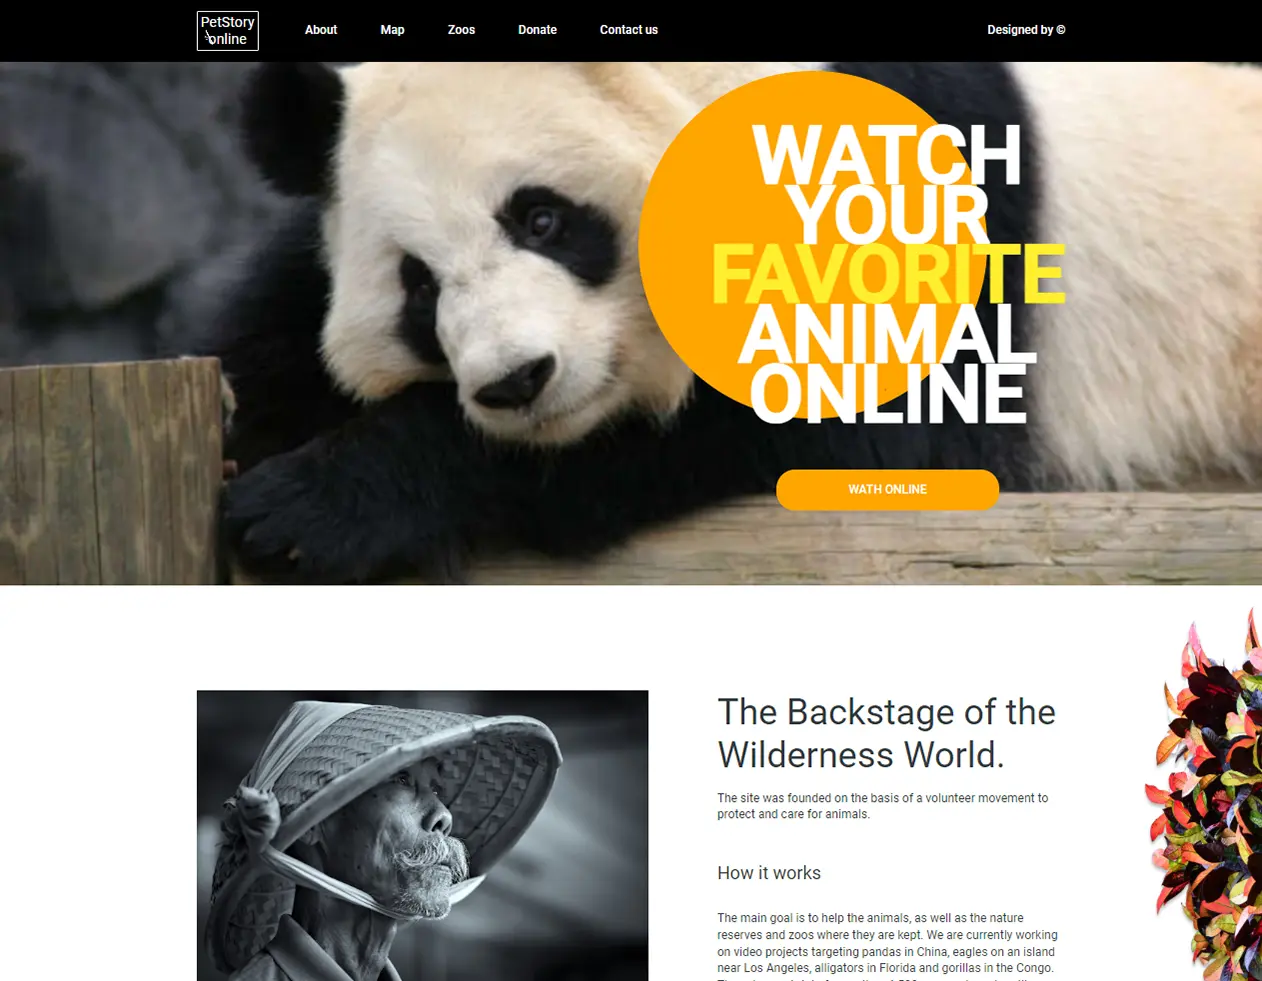 PetStory
online
About Map Zoos Donate Contact us Designed by ©
WATCH
YOUR
FAVORITE
ANIMAL
ONLINE
WATH ONLINE
The Backstage of the
Wilderness World.
The site was founded on the basis of a volunteer movement to
protect and care for animals.
How it works
The main goal is to help the animals, as well as the nature
reserves and zoos where they are kept. We are currently working
on video projects targeting pandas in China, eagles on an island
near Los Angeles, alligators in Florida and gorillas in the Congo.